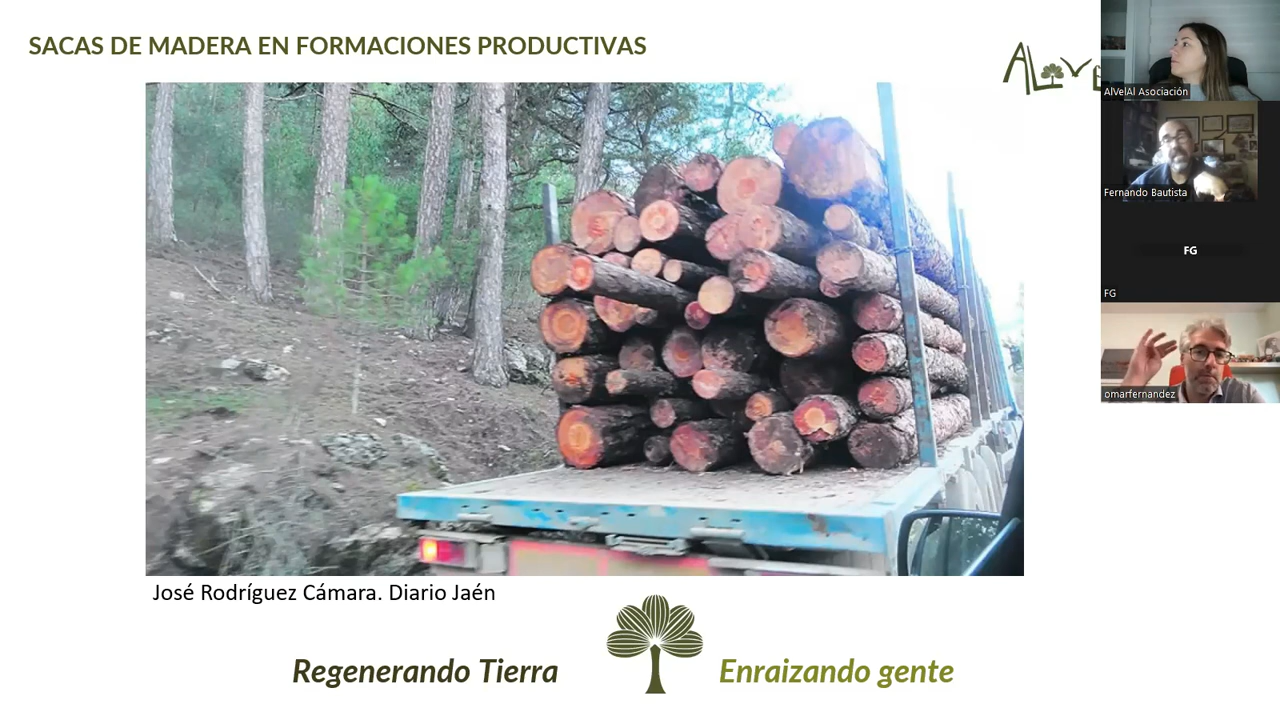 SACAS DE MADERA EN FORMACIONES PRODUCTIVAS
AlVelAl Asociación
Fernando Bautista
FG
FG
omarfernandez
José Rodríguez Cámara. Diario Jaén
Regenerando Tierra
Enraizando gente